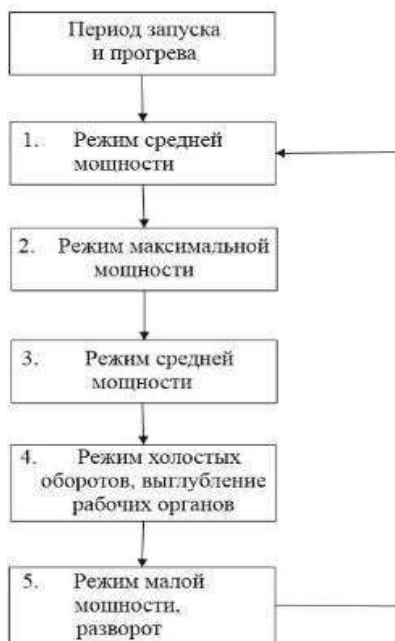 Период запуска
и прогрева
1. Режим средней
мощности
2. Режим максимальной
мощности
3. Режим средней
мощности
4. Режим холостых
оборотов, выглубление
рабочих органов
5. Режим малой
мощности,
разворот